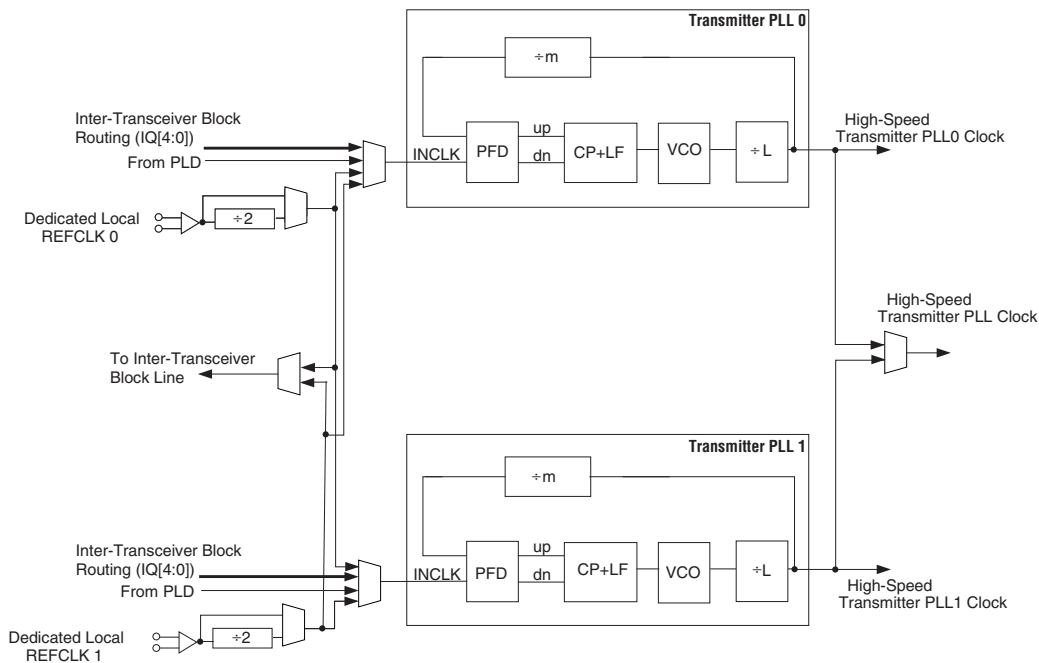 Transmitter PLL 0
÷m
Inter-Transceiver Block
Routing (IQ[4:0])
From PLD
INCLK
PFD
up
dn
CP+LF
VCO
÷L
High-Speed
Transmitter PLL0 Clock
Dedicated Local
REFCLK 0
÷2
High-Speed
Transmitter PLL Clock
To Inter-Transceiver
Block Line
Transmitter PLL 1
÷m
Inter-Transceiver Block
Routing (IQ[4:0])
From PLD
INCLK
PFD
up
dn
CP+LF
VCO
÷L
High-Speed
Transmitter PLL1 Clock
Dedicated Local
REFCLK 1
÷2